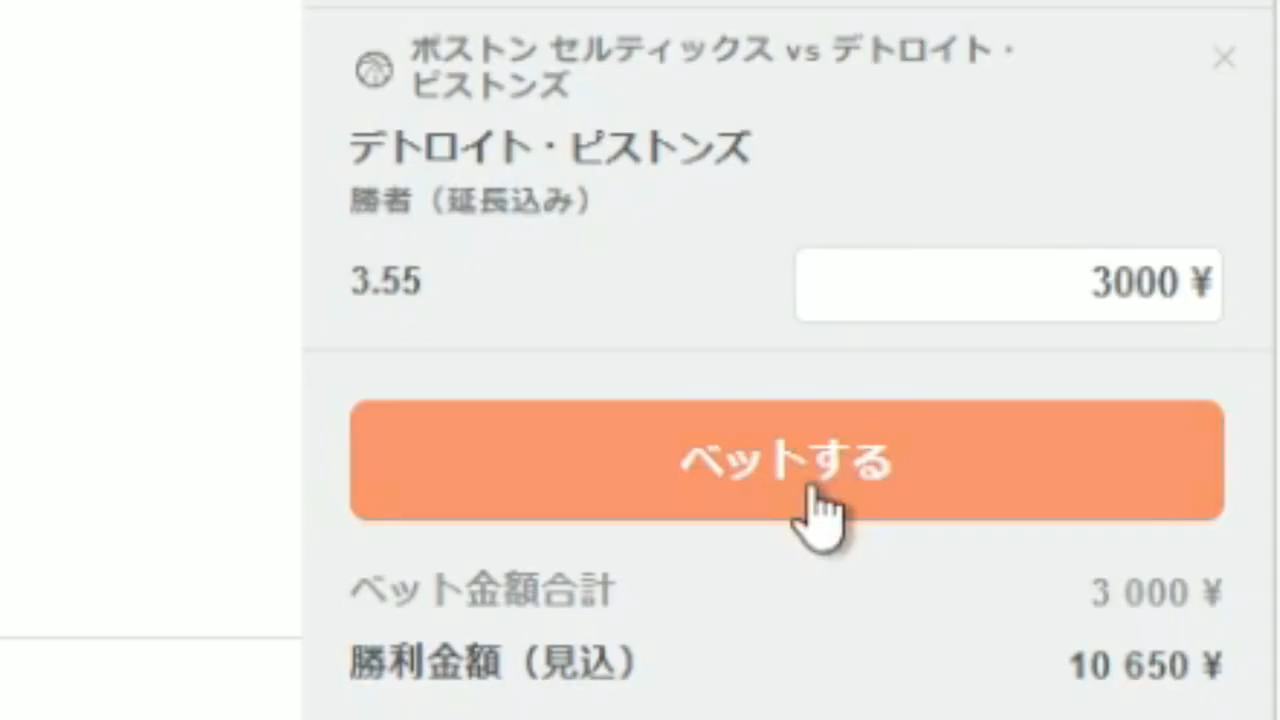 ボストン セルティックス vs デトロイト・
ピストンズ
デトロイト・ピストンズ
勝者（延長込み）
3.55
3000 ¥
ベットする
ベット金額合計
3 000 ¥
勝利金額（見込）
10 650 ¥